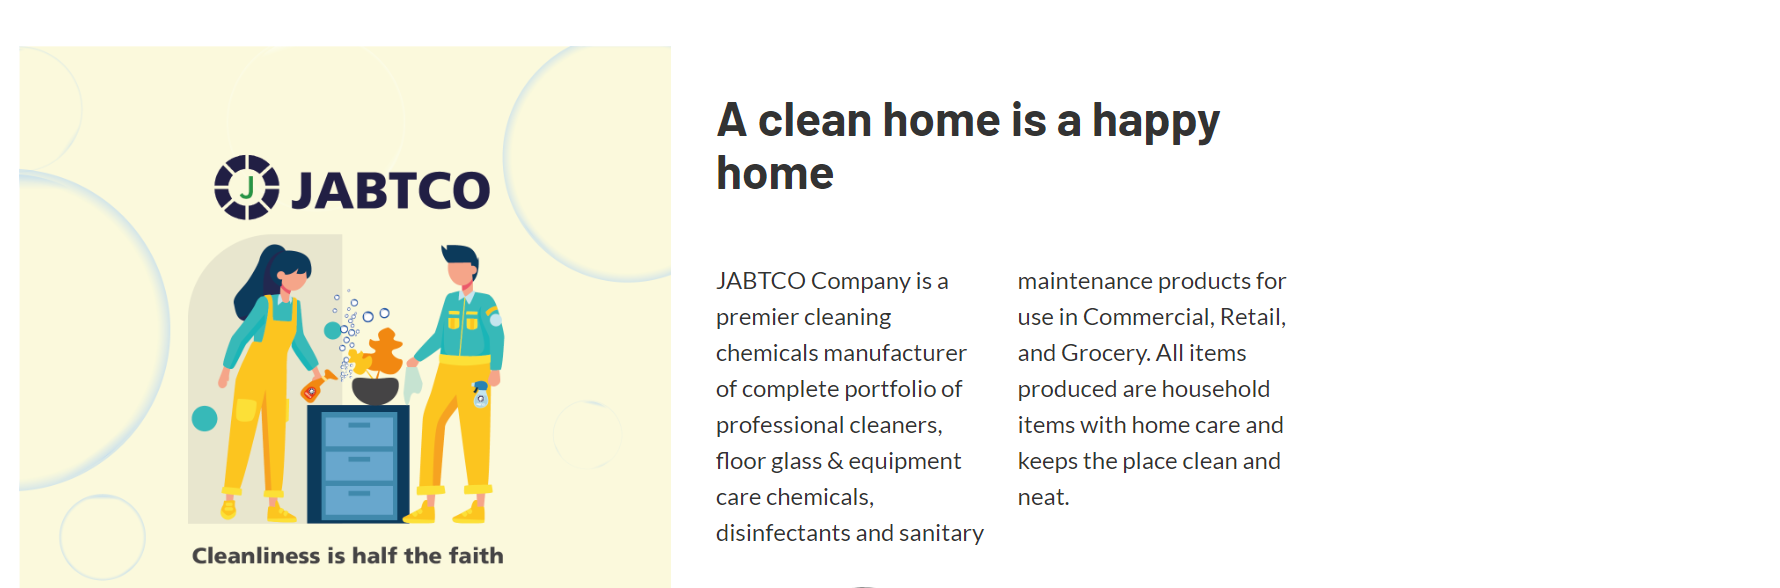 J JABTCO
Cleanliness is half the faith
A clean home is a happy
home
JABTCO Company is a
premier cleaning
chemicals manufacturer
of complete portfolio of
professional cleaners,
floor glass & equipment
care chemicals,
disinfectants and sanitary
maintenance products for
use in Commercial, Retail,
and Grocery. All items
produced are household
items with home care and
keeps the place clean and
neat.